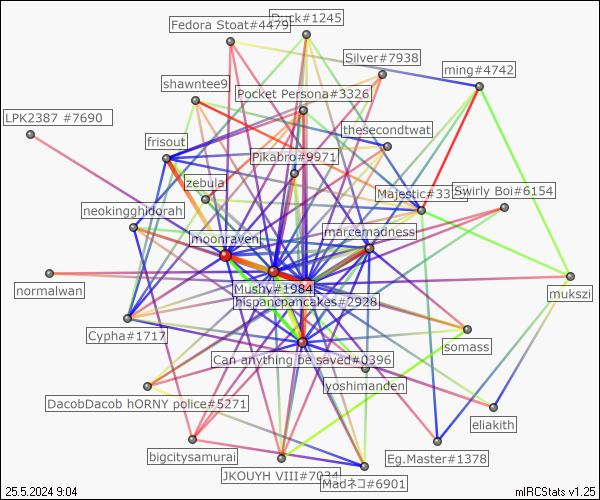 Fedora Stoat#4479
Duck#1245
Silver#7938
ming#4742
shawntee9
Pocket Persona#3326
LPK2387 #7690
thesecondtwat
frisout
Pikabro#9971
zebula
Swirly Boi#6154
neokingghidorah
marcemadness
moonraven
Mushy#1984
mukszi
normalwan
hispancpancakes#2928
Cypha#1717
somass
Can anything be saved#0396
yoshimanden
DacobDacob hORNY police#5271
eliakith
bigcitysamurai
Eg.Master#1378
JKOUYH VIII#7034
Madネコ#6901
25.5.2024 9:04
mIRCStats v1.25